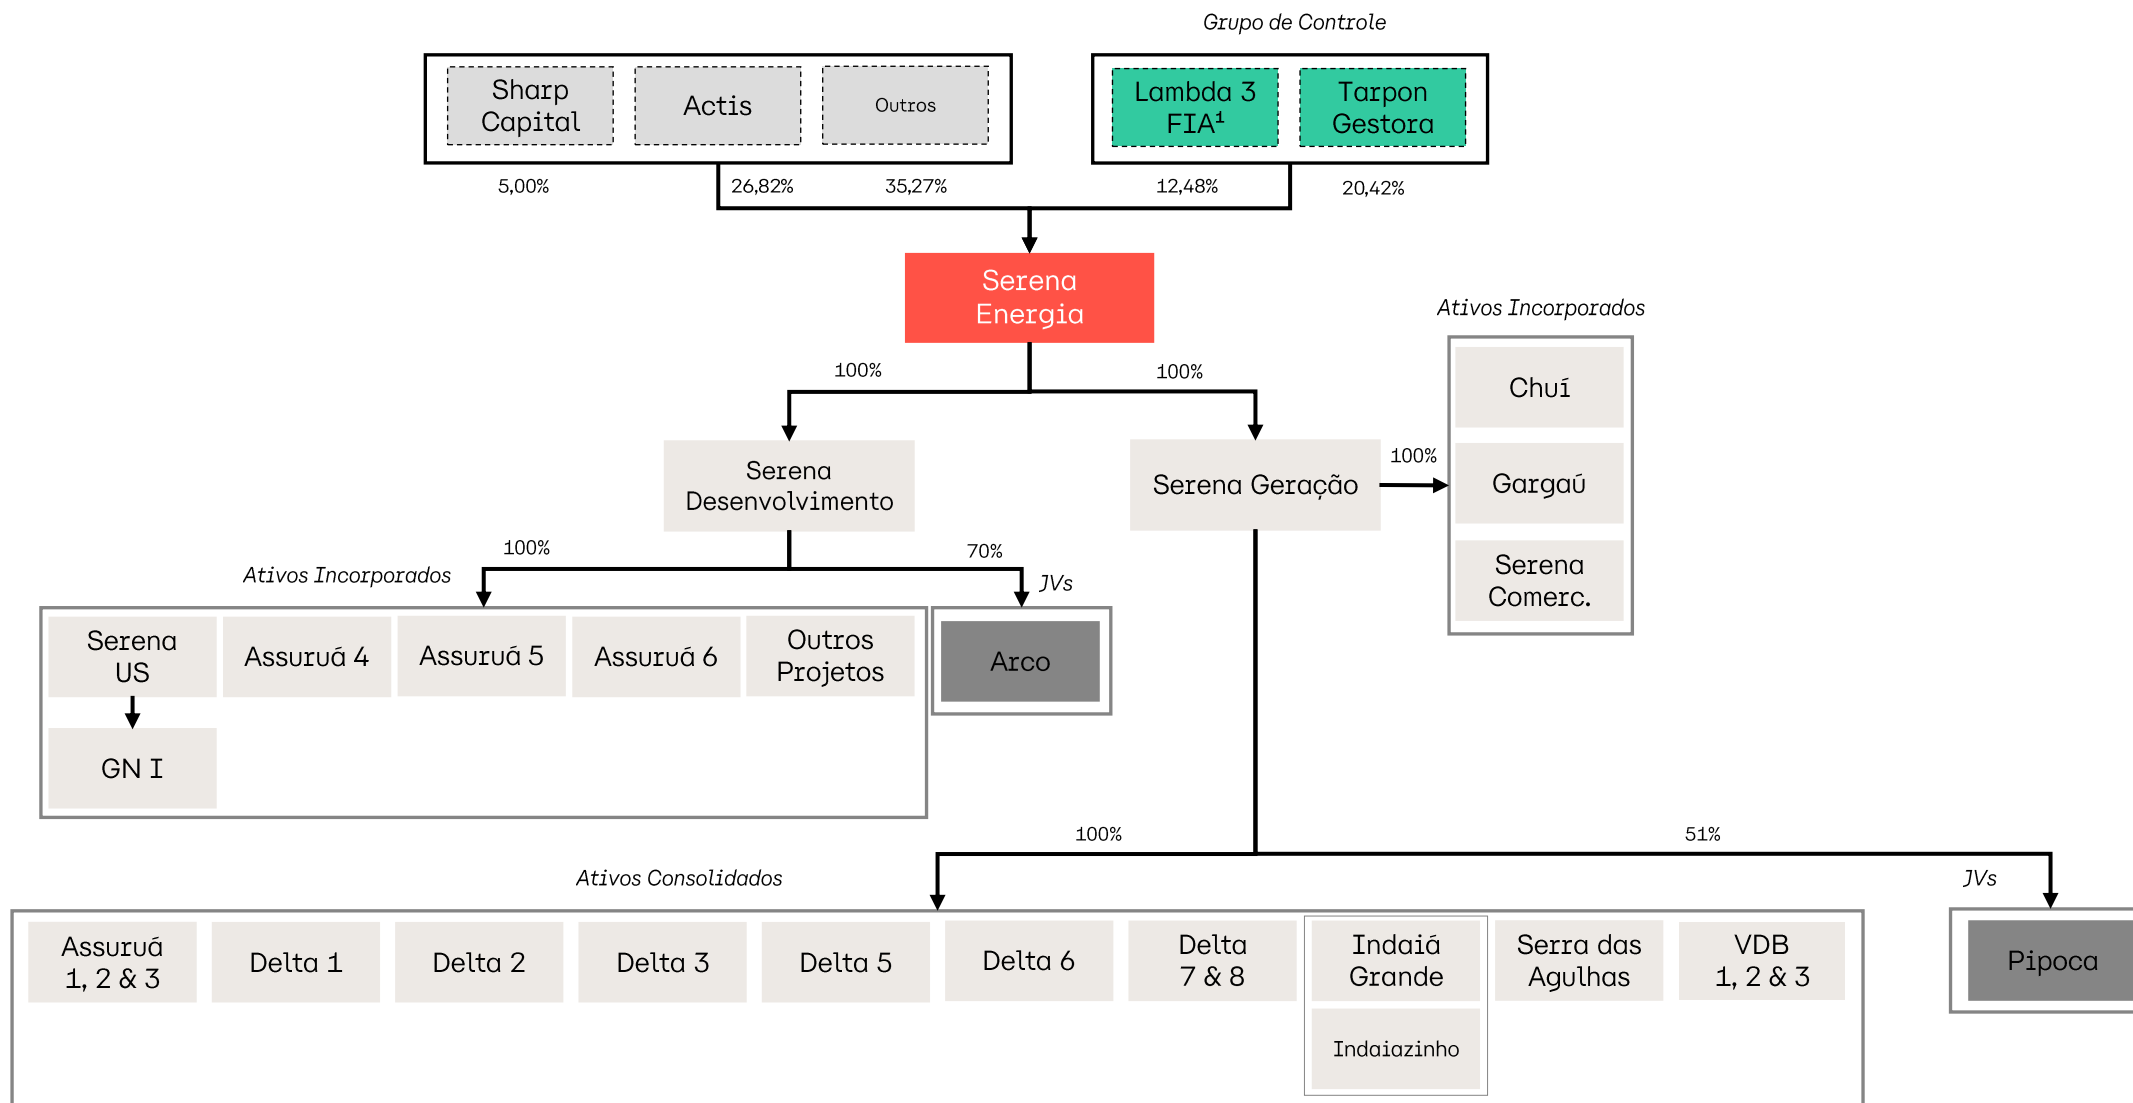 Grupo de Controle
Sharp
Capital
Actis
Outros
Lambda 3
FIA¹
Tarpon
Gestora
5,00%
26,82%
35,27%
12,48%
20,42%
Serena
Energia
Ativos Incorporados
100%
100%
Chuí
Serena
Desenvolvimento
Serena Geração
100%
Gargaú
Serena
Comerc.
100%
70%
Ativos Incorporados
JVs
Serena
US
Assuruá 4
Assuruá 5
Assuruá 6
Outros
Projetos
Arco
GN I
100%
51%
Ativos Consolidados
JVs
Assuruá
1, 2 & 3
Delta 1
Delta 2
Delta 3
Delta 5
Delta 6
Delta
7 & 8
Indaiá
Grande
Serra das
Agulhas
VDB
1, 2 & 3
Pipoca
Indaiazinho